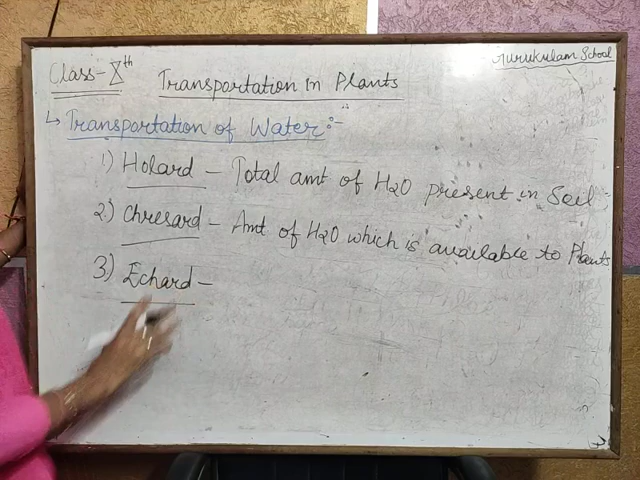 Gurukulam School
Class-Xth Transportation in Plants
↳ Transportation of Water:-
1) Holard - Total amt of H2O present in Soil
2) Chresard - Amt of H2O which is available to Plants
3) Echard -